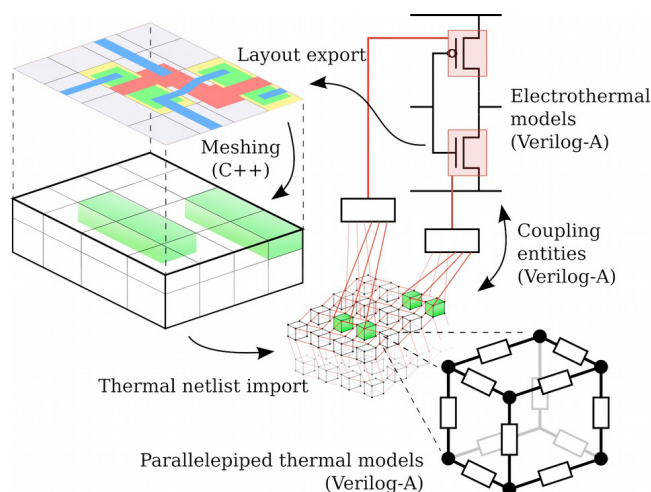 Layout export
Electrothermal
models
(Verilog-A)
Meshing
(C++)
Coupling
entities
(Verilog-A)
Thermal netlist import
Parallelepiped thermal models
(Verilog-A)